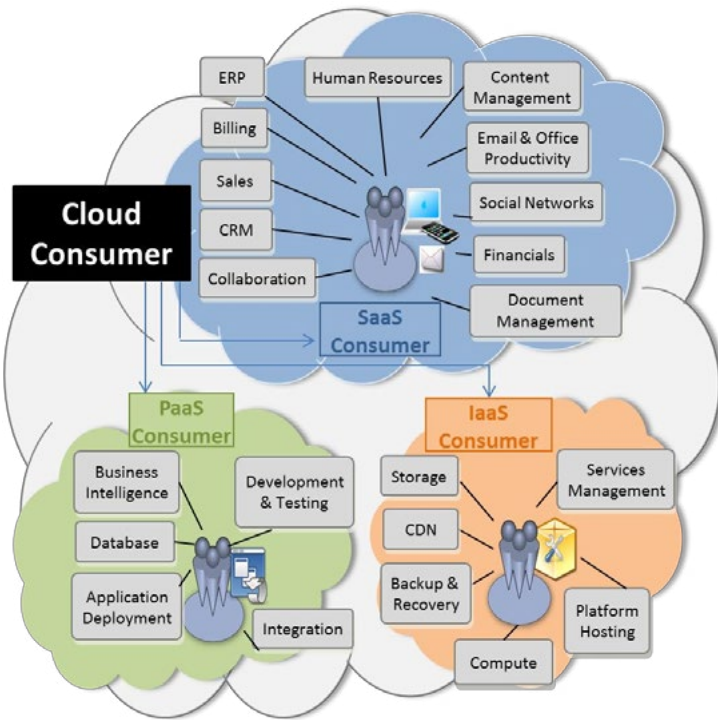 ERP
Human Resources
Content
Management
Billing
Email & Office
Productivity
Sales
Social Networks
Cloud
Consumer
CRM
Financials
Collaboration
Document
Management
SaaS
Consumer
PaaS
Consumer
Business
Intelligence
Development
& Testing
Database
Application
Deployment
Integration
IaaS
Consumer
Storage
Services
Management
CDN
Backup &
Recovery
Platform
Hosting
Compute